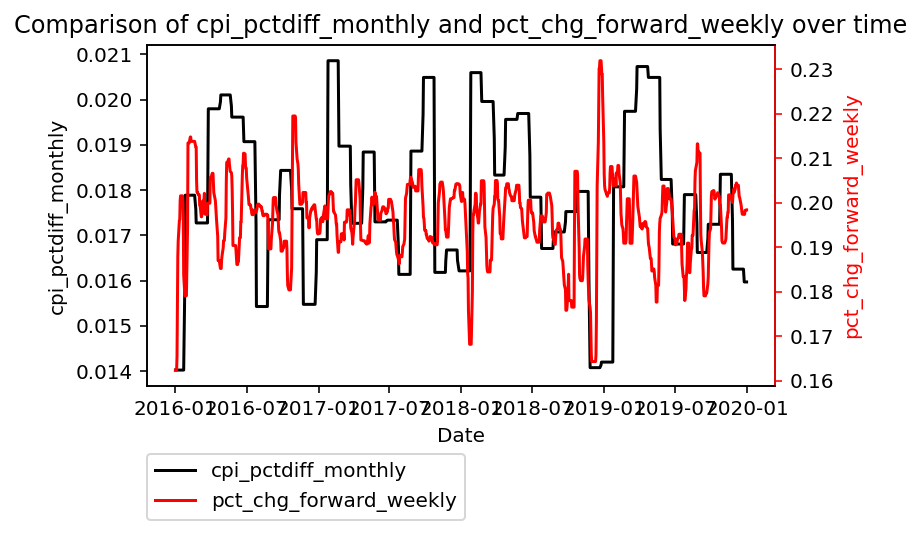 Comparison of cpi_pctdiff_monthly and pct_chg_forward_weekly over time
0.021
0.020
0.019
0.018
0.017
0.016
0.015
0.014
cpi_pctdiff_monthly
0.23
0.22
0.21
0.20
0.19
0.18
0.17
0.16
pct_chg_forward_weekly
2016-01 2016-07 2017-01 2017-07 2018-01 2018-07 2019-01 2019-07 2020-01
Date
cpi_pctdiff_monthly
pct_chg_forward_weekly